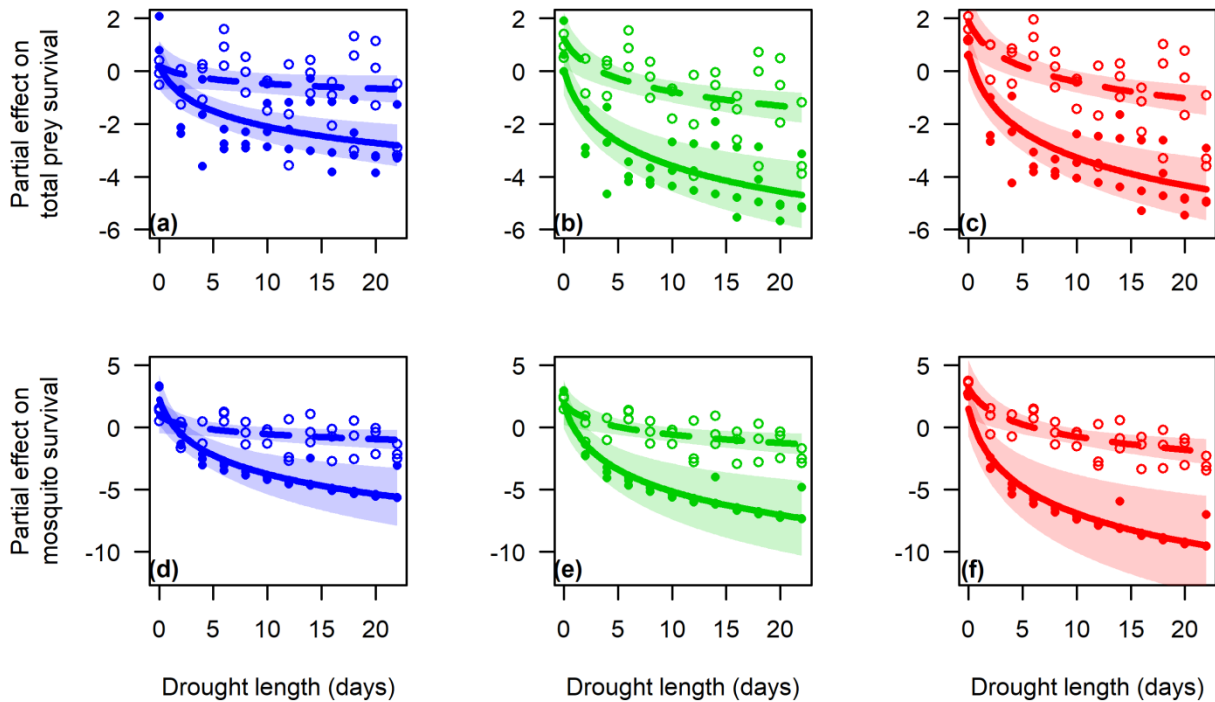 Partial effect on
total prey survival
2
0
-2
-4
-6
(a)
0 5 10 15 20
2
0
-2
-4
-6
(b)
0 5 10 15 20
2
0
-2
-4
-6
(c)
0 5 10 15 20
Partial effect on
mosquito survival
5
0
-5
-10
(d)
0 5 10 15 20
Drought length (days)
5
0
-5
-10
(e)
0 5 10 15 20
Drought length (days)
5
0
-5
-10
(f)
0 5 10 15 20
Drought length (days)